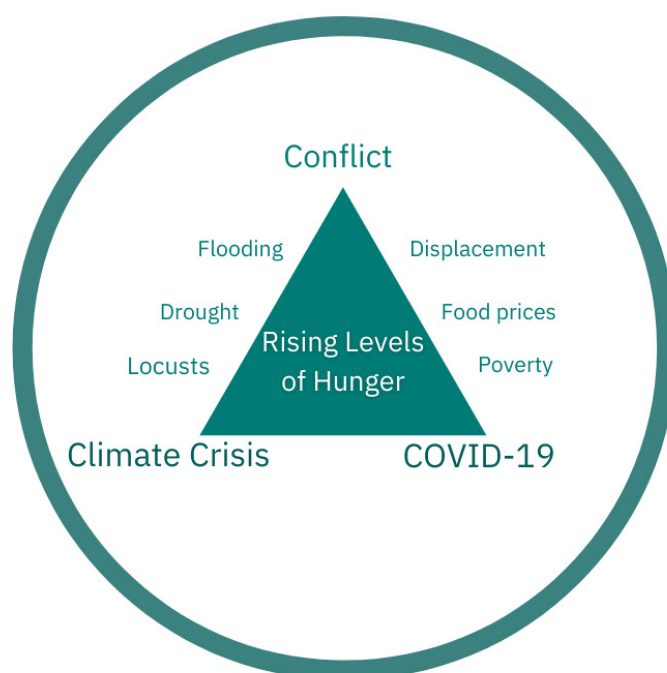 Conflict
Flooding
Displacement
Drought
Food prices
Rising Levels
of Hunger
Locusts
Poverty
Climate Crisis
COVID-19